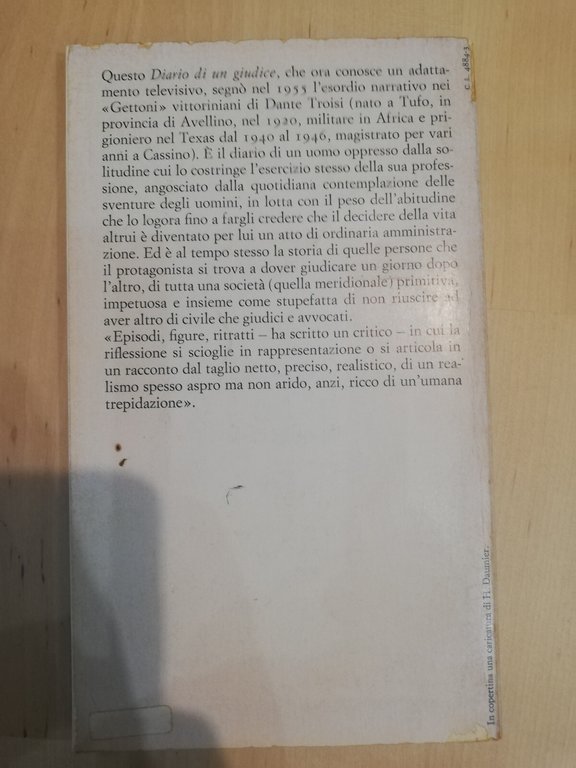 Questo Diario di un giudice, che ora conosce un adatta-
mento televisivo, segnò nel 1955 l'esordio narrativo nei
«Gettoni» vittoriniani di Dante Troisi (nato a Tufo, in
provincia di Avellino, nel 1920, militare in Africa e pri-
gioniero nel Texas dal 1940 al 1946, magistrato per vari
anni a Cassino). È il diario di un uomo oppresso dalla so-
litudine cui lo costringe l'esercizio stesso della sua profes-
sione, angosciato dalla quotidiana contemplazione delle
sventure degli uomini, in lotta con il peso dell'abitudine
che lo logora fino a fargli credere che il decidere della vita
altrui è diventato per lui un atto di ordinaria amministra-
zione. Ed è al tempo stesso la storia di quelle persone che
il protagonista si trova a dover giudicare un giorno dopo
l'altro, di tutta una società (quella meridionale) primitiva,
impetuosa e insieme come stupefatta di non riuscire ad
aver altro di civile che giudici e avvocati.
«Episodi, figure, ritratti – ha scritto un critico – in cui la
riflessione si scioglie in rappresentazione o si articola in
un racconto dal taglio netto, preciso, realistico, di un rea-
lismo spesso aspro ma non arido, anzi, ricco di un'umana
trepidazione».
In copertina una caricatura di H. Daumier.
4884-3